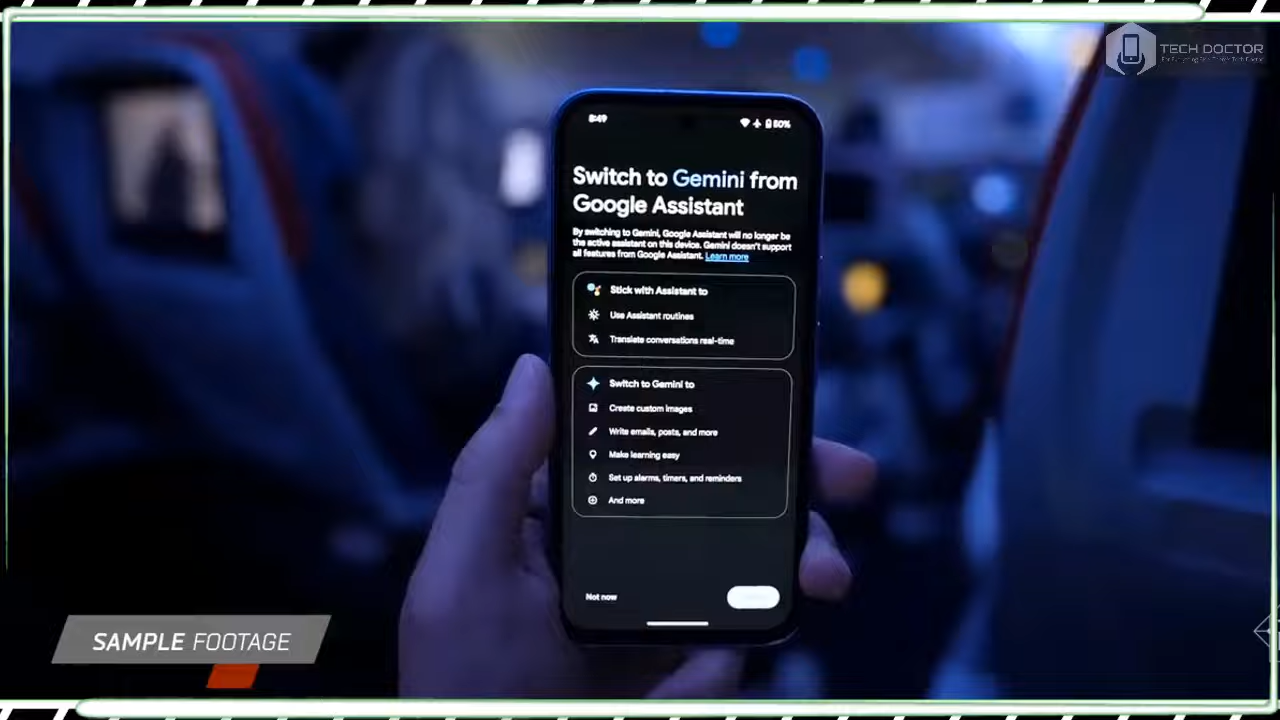 TECH DOCTOR
8:49
50%
Switch to Gemini from
Google Assistant
By switching to Gemini, Google Assistant will no longer be
the active assistant on this device. Gemini doesn't support
all features from Google Assistant. Learn more
Stick with Assistant to
Use Assistant routines
Translate conversations real-time
Switch to Gemini to
Create custom images
Write emails, posts, and more
Make learning easy
Set up alarms, timers, and reminders
And more
Not now
SAMPLE FOOTAGE